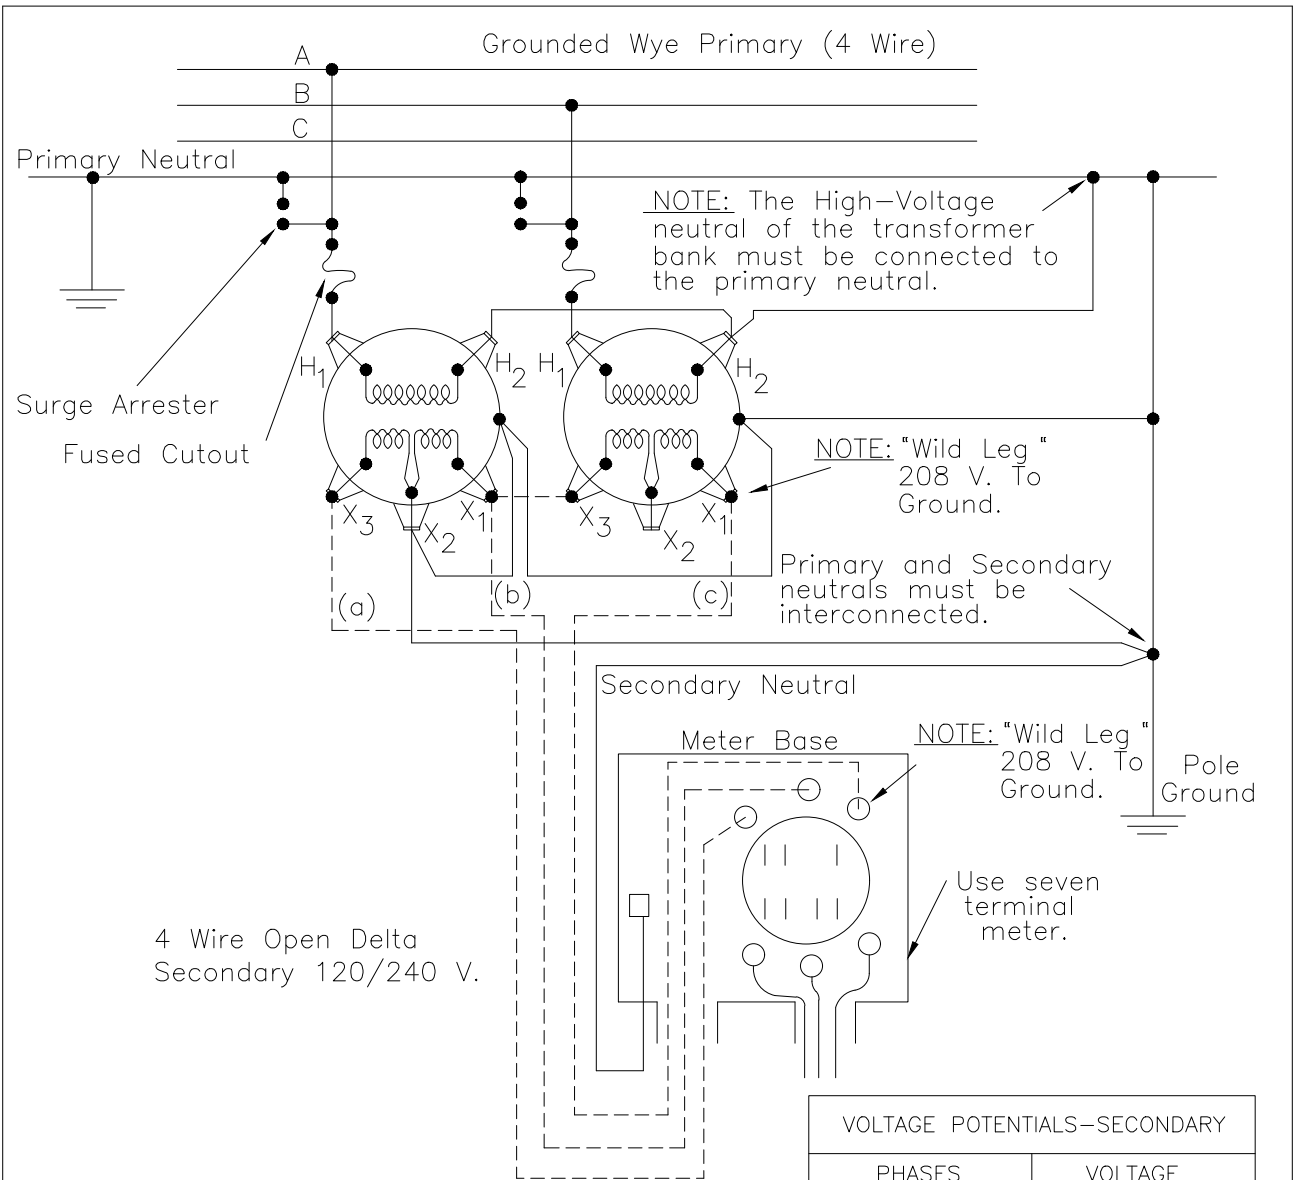 Grounded Wye Primary (4 Wire)
A
B
C
Primary Neutral
NOTE: The High-Voltage
neutral of the transformer
bank must be connected to
the primary neutral.
H1
H2
H1
H2
Surge Arrester
Fused Cutout
NOTE: "Wild Leg "
208 V. To
Ground.
X3
X2
X1
X3
X2
X1
Primary and Secondary
neutrals must be
interconnected.
(a)
(b)
(c)
Secondary Neutral
Meter Base
NOTE: "Wild Leg "
208 V. To
Ground.
Pole
Ground
Use seven
terminal
meter.
4 Wire Open Delta
Secondary 120/240 V.
VOLTAGE POTENTIALS-SECONDARY
PHASES
VOLTAGE